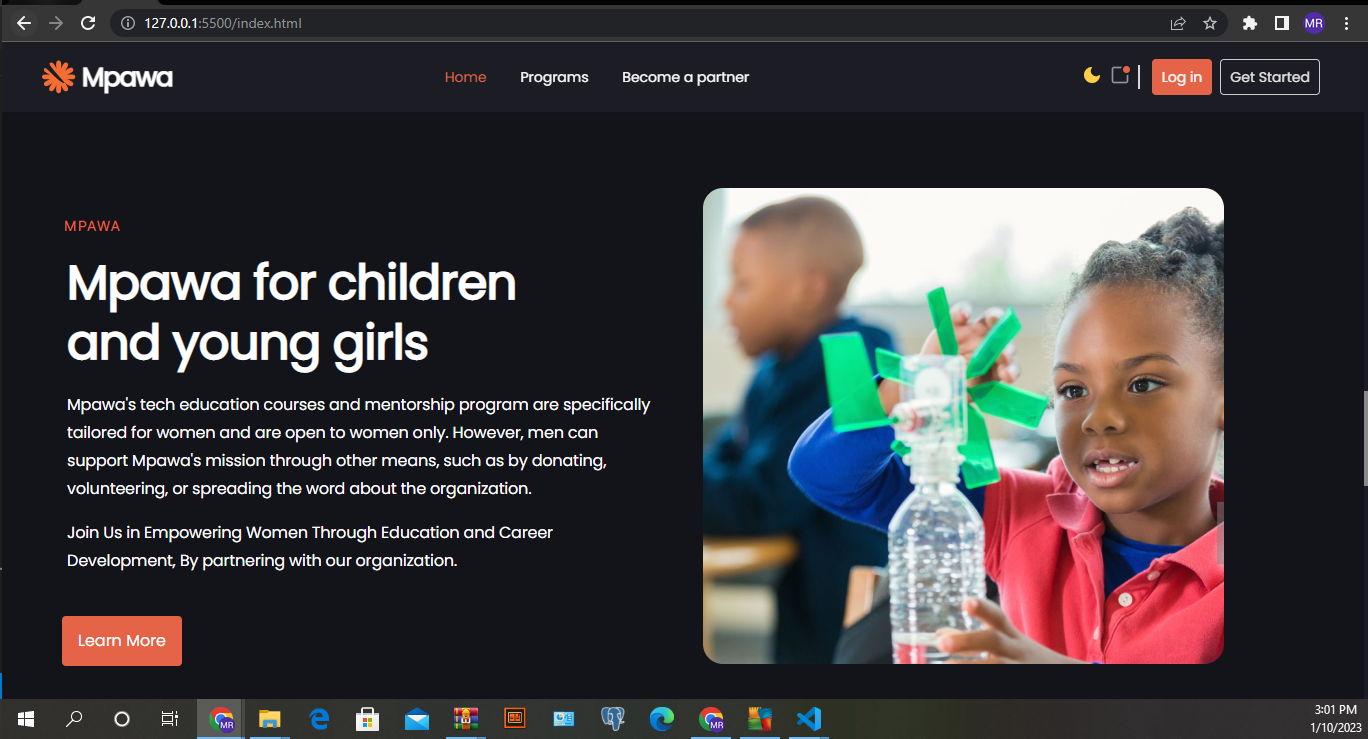 127.0.0.1:5500/index.html
MR
Mpawa
Home
Programs
Become a partner
Log in
Get Started
MPAWA
Mpawa for children
and young girls
Mpawa's tech education courses and mentorship program are specifically
tailored for women and are open to women only. However, men can
support Mpawa's mission through other means, such as by donating,
volunteering, or spreading the word about the organization.
Join Us in Empowering Women Through Education and Career
Development, By partnering with our organization.
Learn More
MR
MR
3:01 PM
1/10/2023